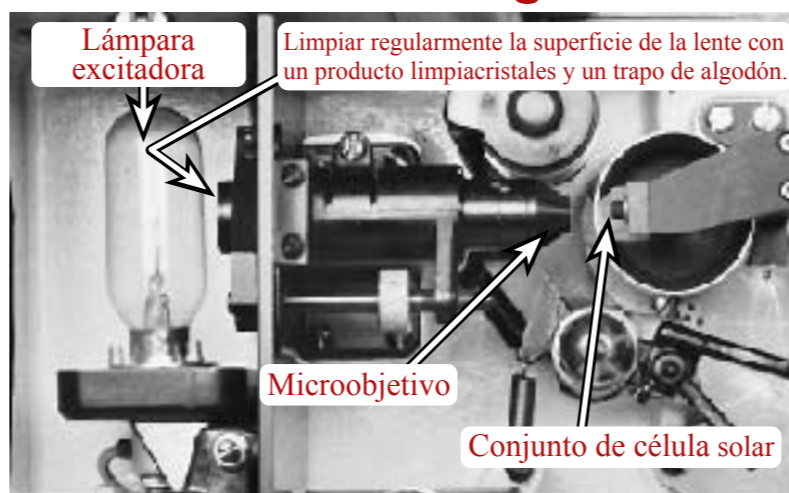 Lámpara
excitadora
Limpiar regularmente la superficie de la lente con
un producto limpiacristales y un trapo de algodón.
Microobjetivo
Conjunto de célula solar